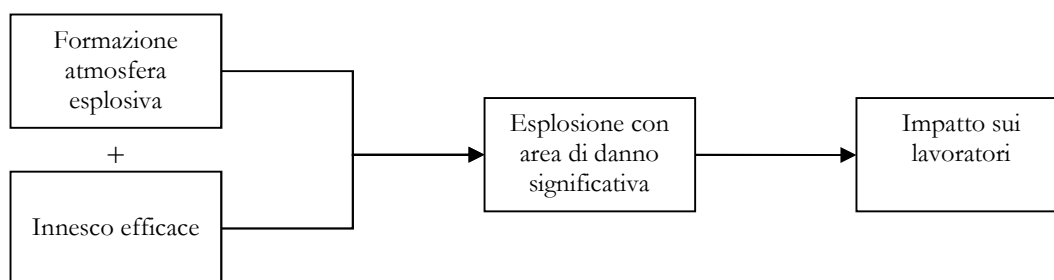 Formazione
atmosfera
esplosiva
+
Innesco efficace
Esplosione con
area di danno
significativa
Impatto sui
lavoratori